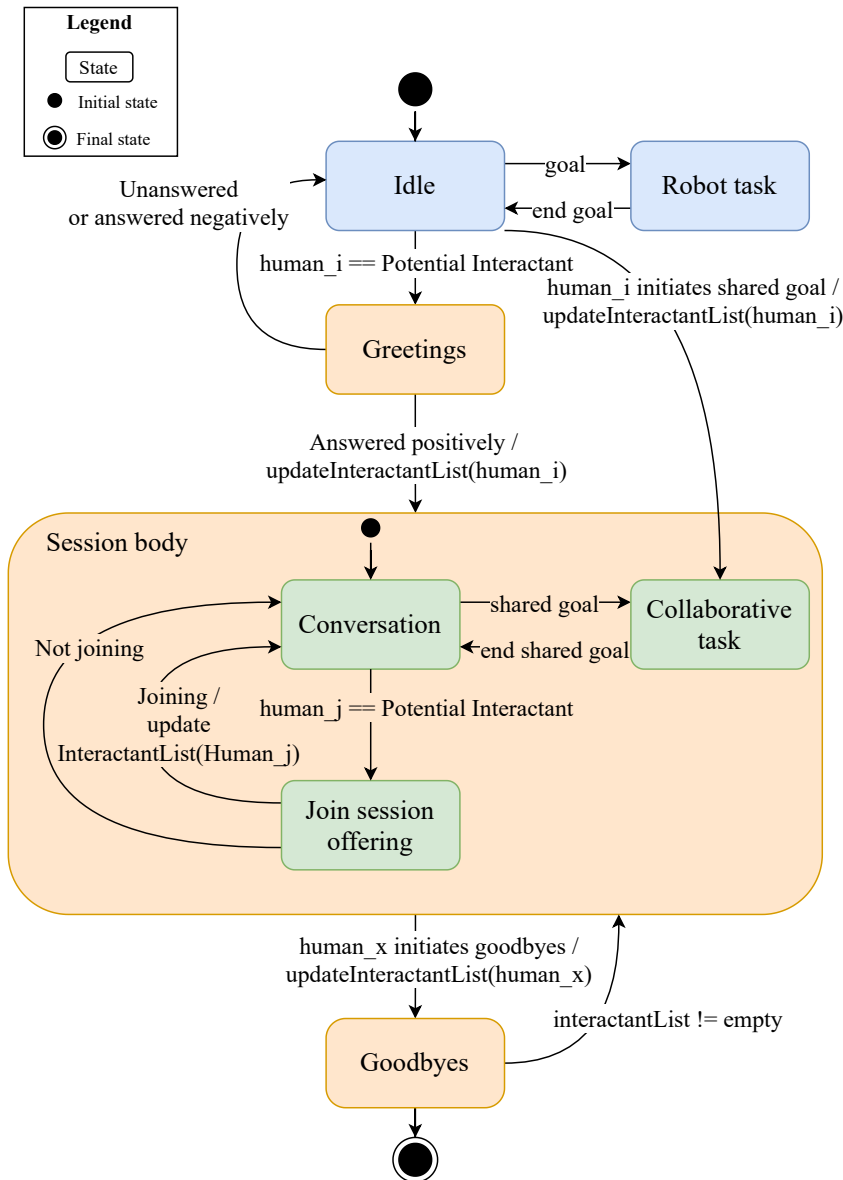 Legend
State
Initial state
Final state
Idle
goal
Robot task
end goal
Unanswered
or answered negatively
human_i == Potential Interactant
human_i initiates shared goal /
updateInteractantList(human_i)
Greetings
Answered positively /
updateInteractantList(human_i)
Session body
Conversation
shared goal
Collaborative
task
end shared goal
Not joining
Joining /
update
InteractantList(Human_j)
human_j == Potential Interactant
Join session
offering
human_x initiates goodbyes /
updateInteractantList(human_x)
interactantList != empty
Goodbyes